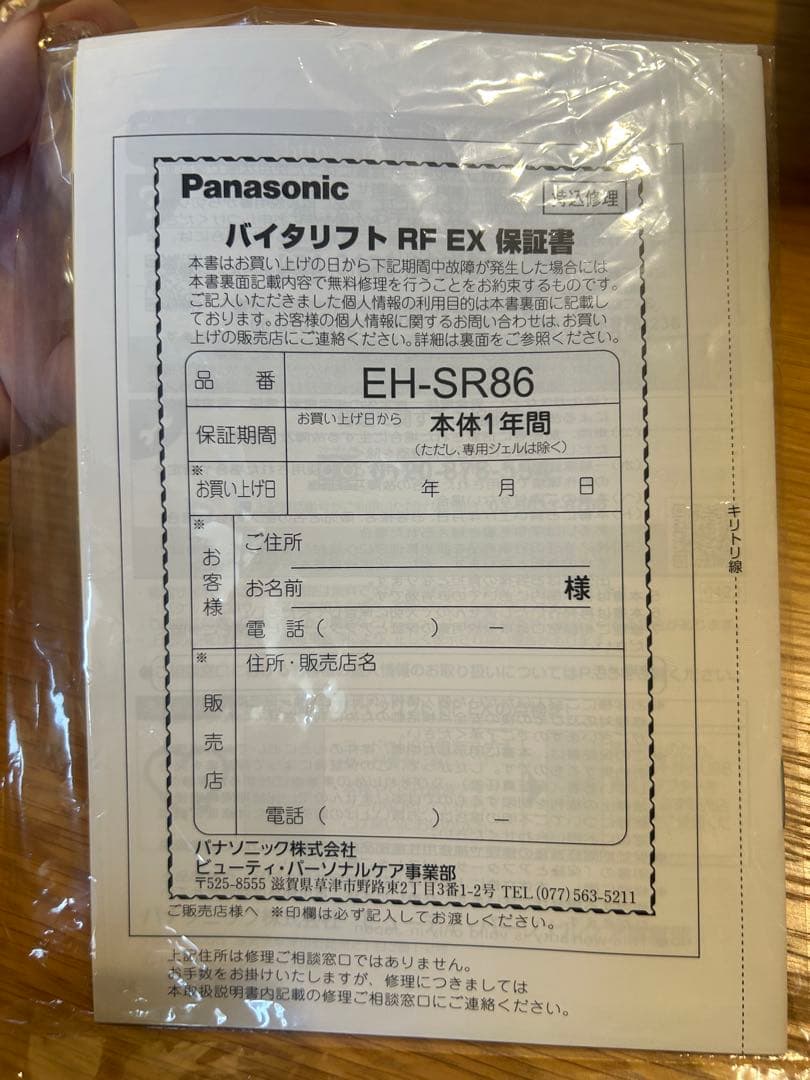 Panasonic
持込修理
バイタリフト RF EX 保証書
本書はお買い上げの日から下記期間中故障が発生した場合には
本書裏面記載内容で無料修理を行うことをお約束するものです。
ご記入いただきました個人情報の利用目的は本書裏面に記載し
ております。お客様の個人情報に関するお問い合わせは、お買い
上げの販売店にご連絡ください。詳細は裏面をご参照ください。
品 番 EH-SR86
保証期間 お買い上げ日から 本体1年間
(ただし、専用ジェルは除く)
※お買い上げ日 年 月 日
※お客様
ご住所
お名前 様
電 話 ( ) ー
※販売店
住所・販売店名
電話 ( ) ー
パナソニック株式会社
ビューティ・パーソナルケア事業部
〒525-8555 滋賀県草津市野路東2丁目3番1-2号 TEL (077) 563-5211
ご販売店様へ ※印欄は必ず記入してお渡しください。
上記住所は修理ご相談窓口ではありません。
お手数をお掛けいたしますが、修理につきましては
本取扱説明書内記載の修理ご相談窓口にご連絡ください。
キリトリ線